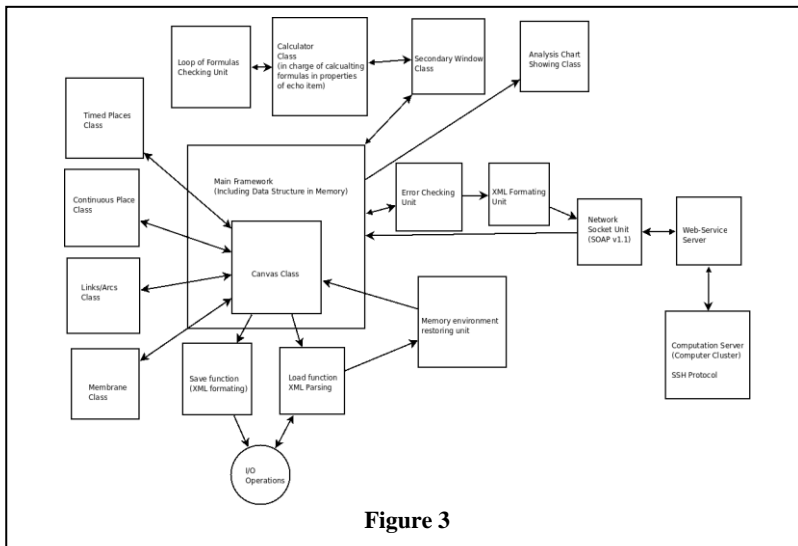 Loop of Formulas
Checking Unit
Calculator
Class
(in charge of calcualting
formulas in properties
of echo item)
Secondary Window
Class
Analysis Chart
Showing Class
Timed Places
Class
Main Framework
(Including Data Structure in Memory)
Error Checking
Unit
XML Formating
Unit
Continuous Place
Class
Network
Socket Unit
(SOAP v1.1)
Web-Service
Server
Canvas Class
Links/Arcs
Class
Memory environment
restoring unit
Computation Server
(Computer Cluster)
SSH Protocol
Membrane
Class
Save function
(XML formating)
Load function
XML Parsing
I/O
Operations
Figure 3